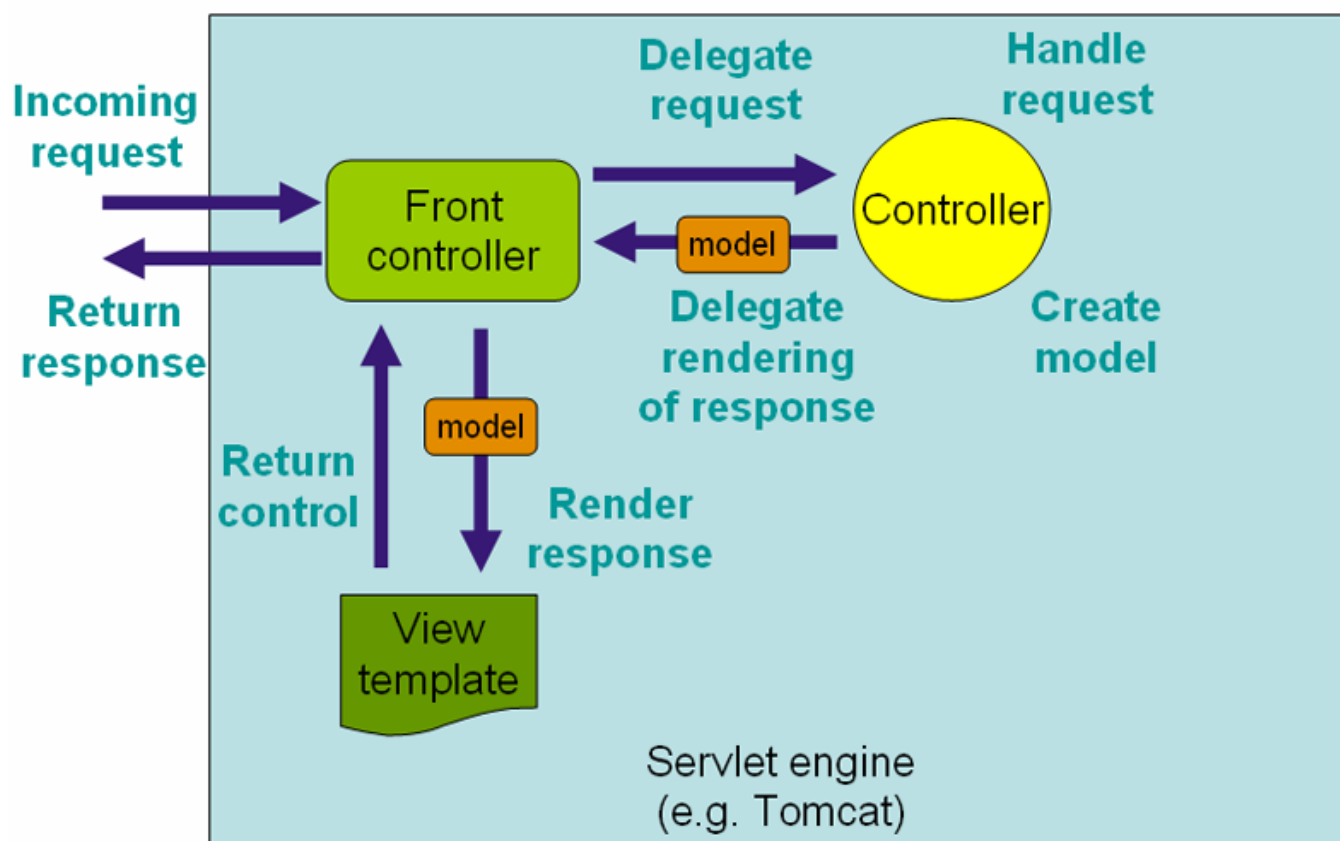 Incoming
request
Return
response
Front
controller
Delegate
request
Handle
request
Controller
model
Delegate
rendering
of response
Create
model
Return
control
model
Render
response
View
template
Servlet engine
(e.g. Tomcat)